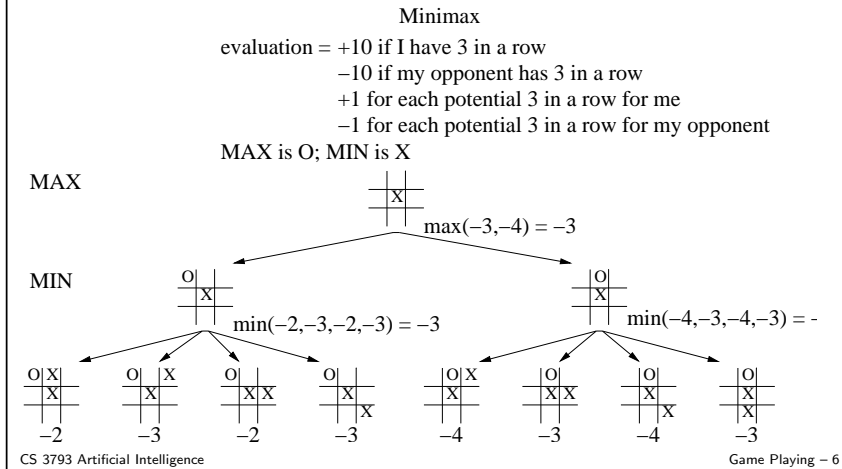 Minimax
evaluation = +10 if I have 3 in a row
−10 if my opponent has 3 in a row
+1 for each potential 3 in a row for me
−1 for each potential 3 in a row for my opponent
MAX is O; MIN is X
MAX
X
max(−3,−4) = −3
MIN
O
X
min(−2,−3,−2,−3) = −3
O
X
min(−4,−3,−4,−3) = -
O X
X
−2
O X
X
−3
O
X X
−2
O
X
X
−3
O X
X
−4
O
X X
−3
O
X
X
−4
O
X
X
−3
CS 3793 Artificial Intelligence
Game Playing – 6